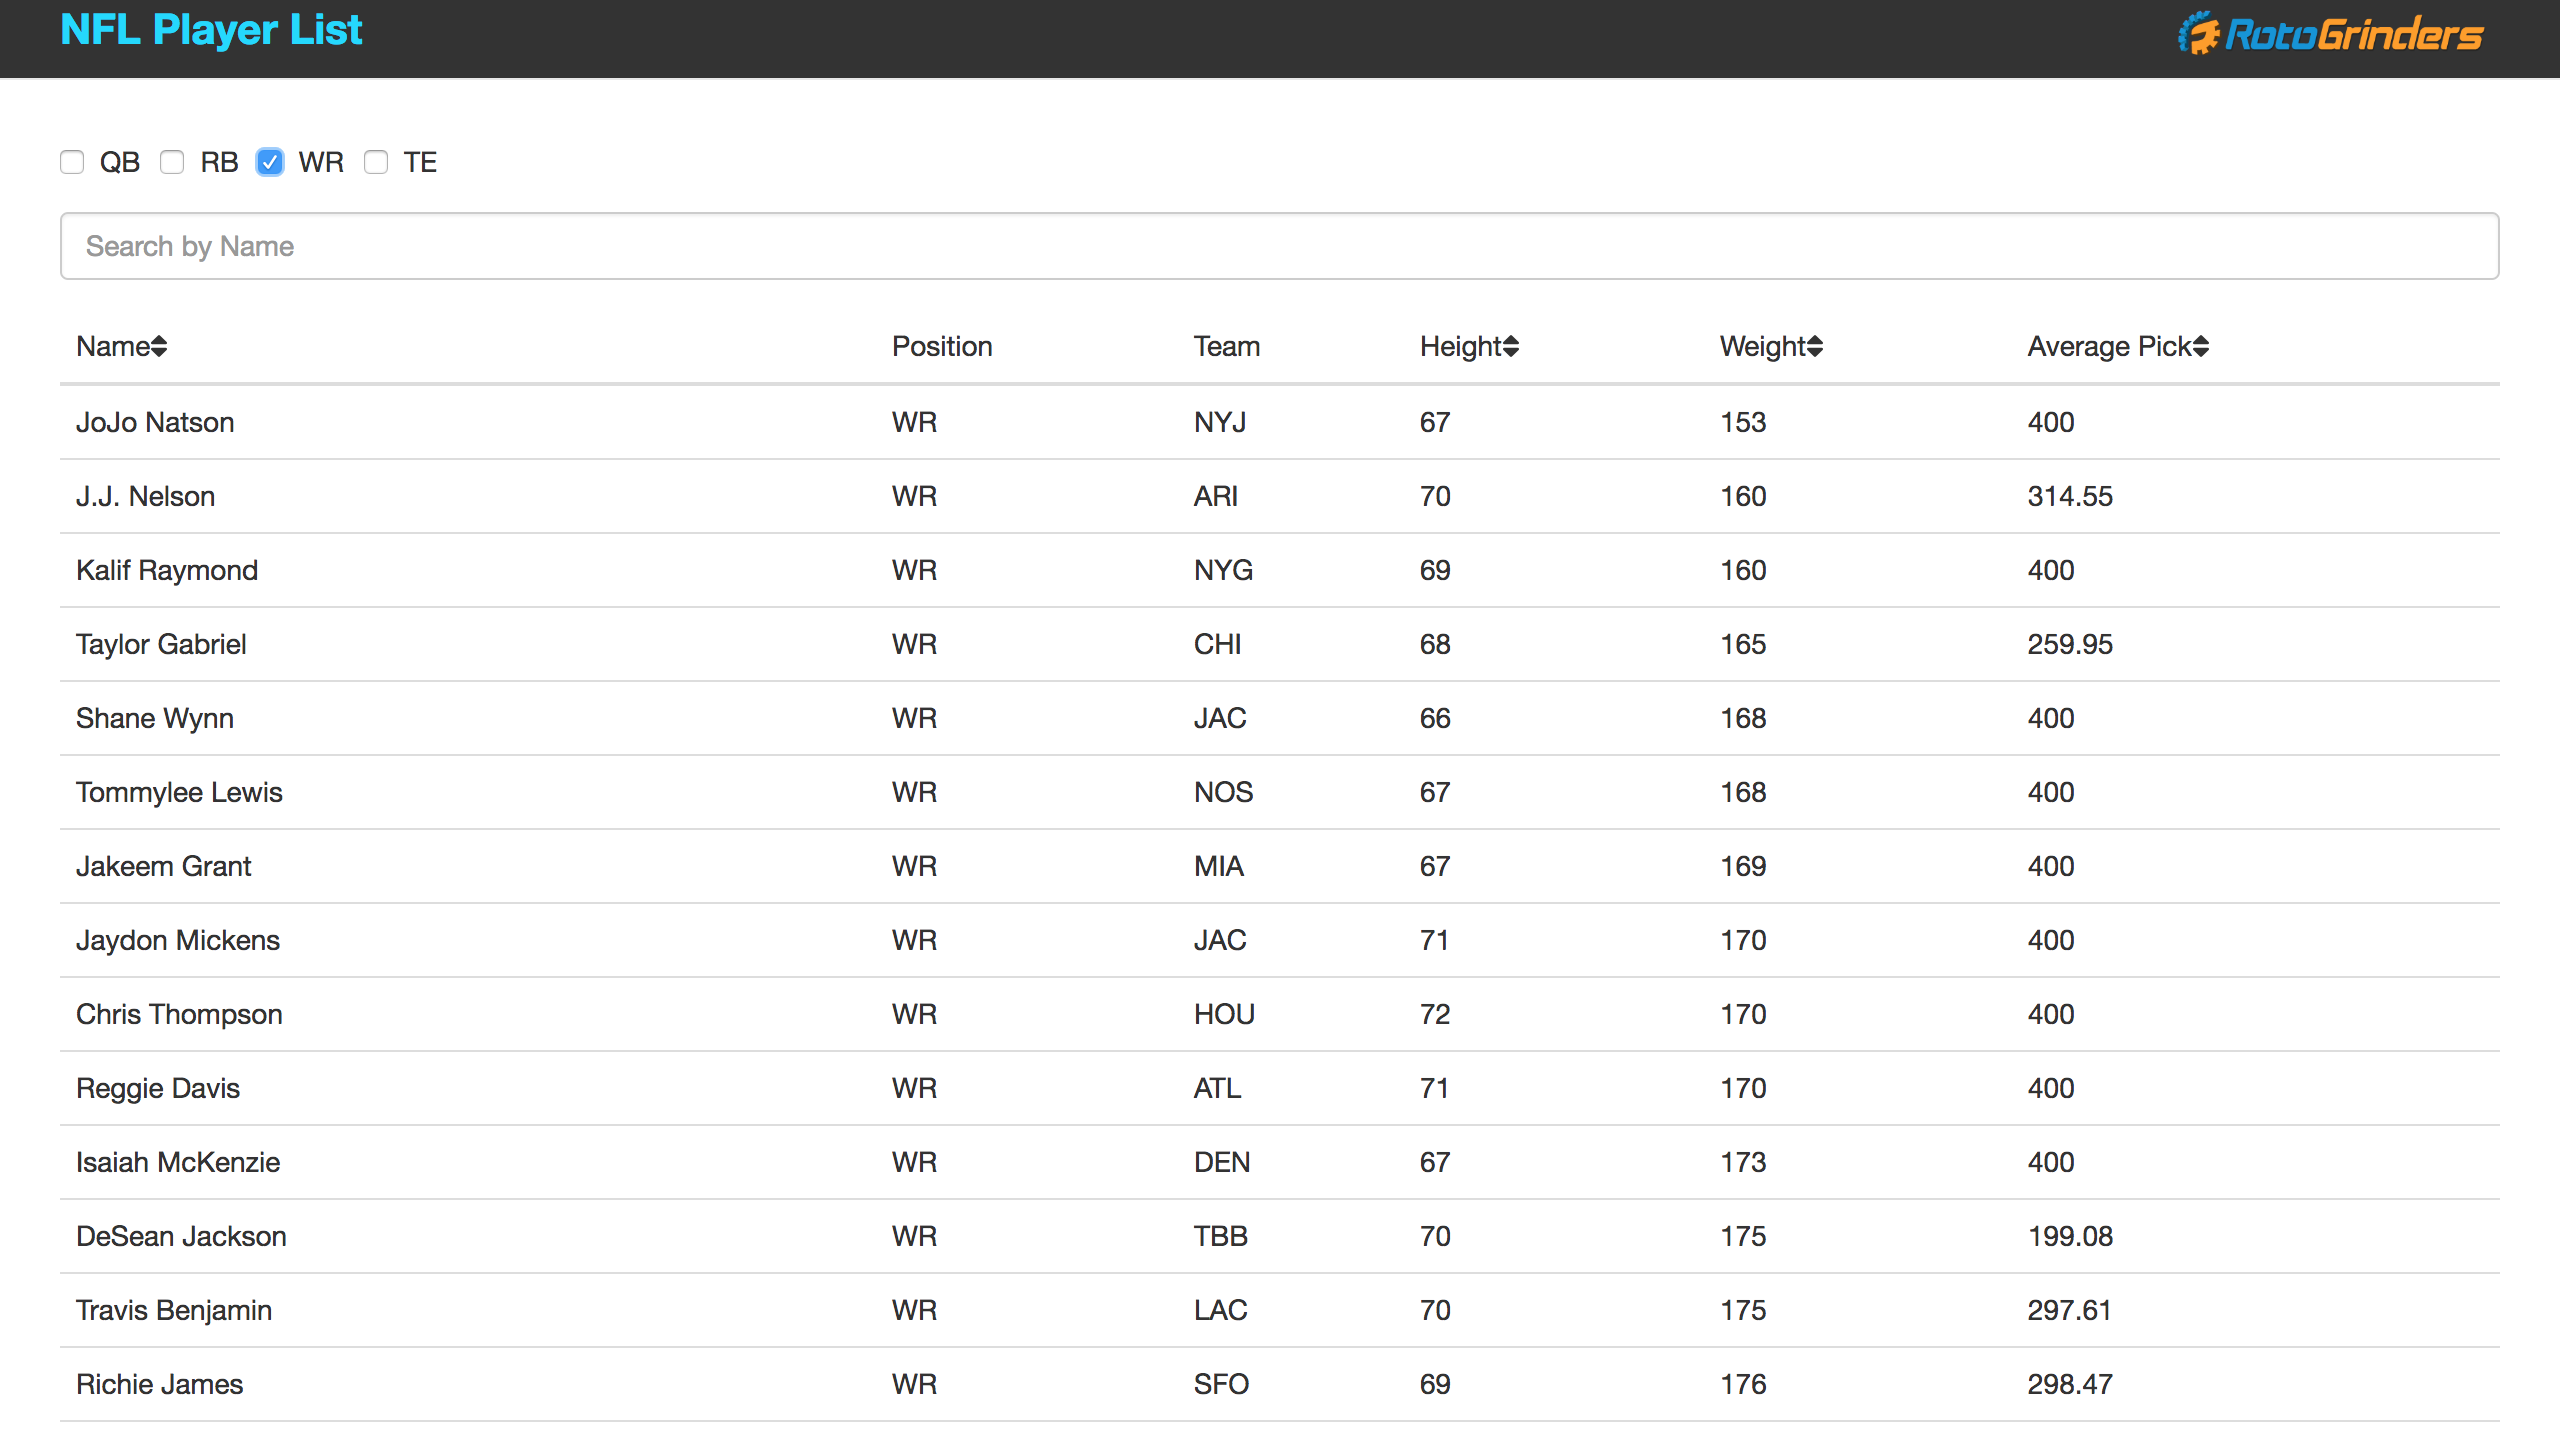 NFL Player List RotoGrinders
QB RB WR TE
Search by Name
Name Position Team Height Weight Average Pick
JoJo Natson WR NYJ 67 153 400
J.J. Nelson WR ARI 70 160 314.55
Kalif Raymond WR NYG 69 160 400
Taylor Gabriel WR CHI 68 165 259.95
Shane Wynn WR JAC 66 168 400
Tommylee Lewis WR NOS 67 168 400
Jakeem Grant WR MIA 67 169 400
Jaydon Mickens WR JAC 71 170 400
Chris Thompson WR HOU 72 170 400
Reggie Davis WR ATL 71 170 400
Isaiah McKenzie WR DEN 67 173 400
DeSean Jackson WR TBB 70 175 199.08
Travis Benjamin WR LAC 70 175 297.61
Richie James WR SFO 69 176 298.47